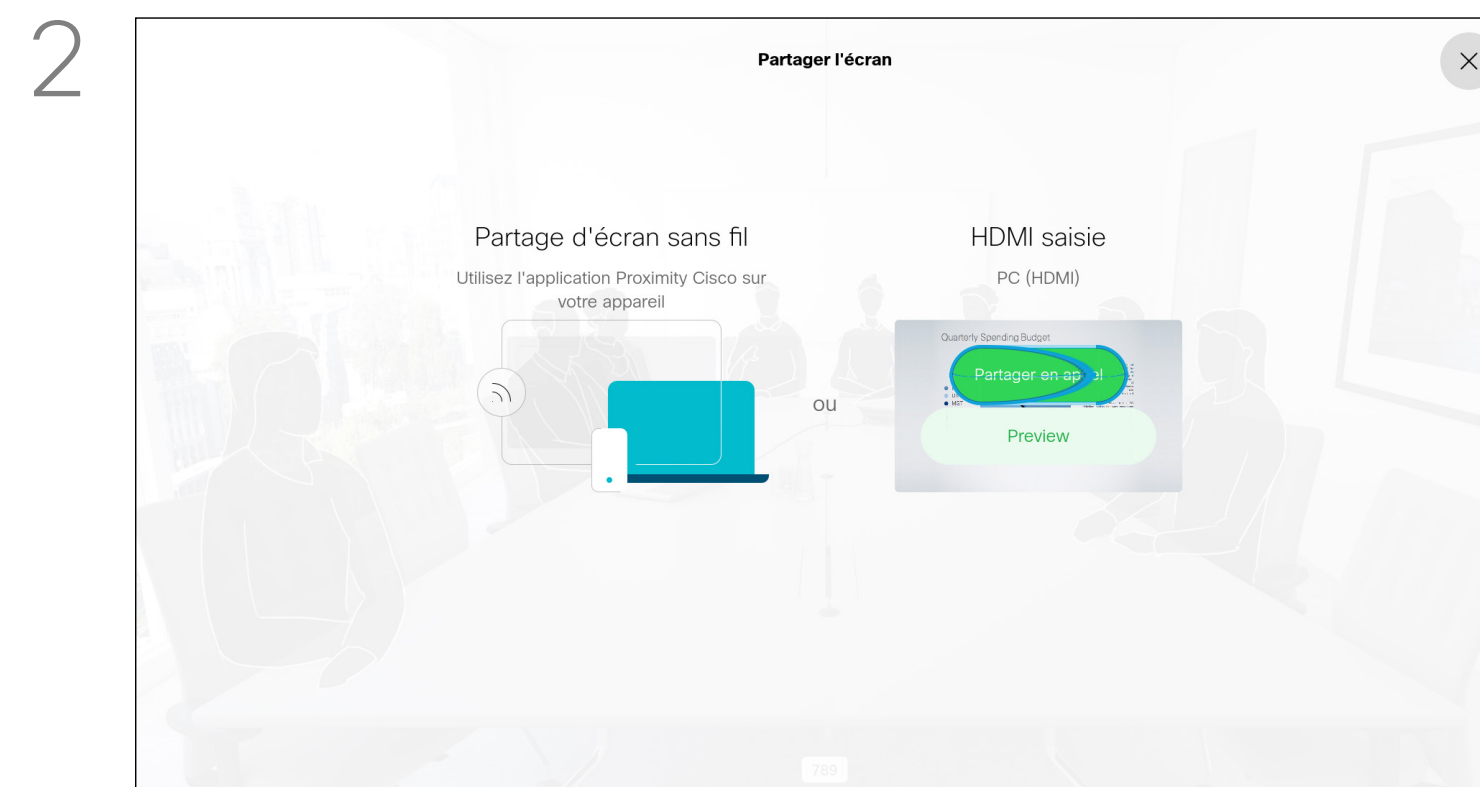 2
Partager l'écran
Partage d'écran sans fil
Utilisez l'application Proximity Cisco sur
votre appareil
ou
HDMI saisie
PC (HDMI)
Quarterly Spending Budget
Partager en appel
MGT
Preview
789